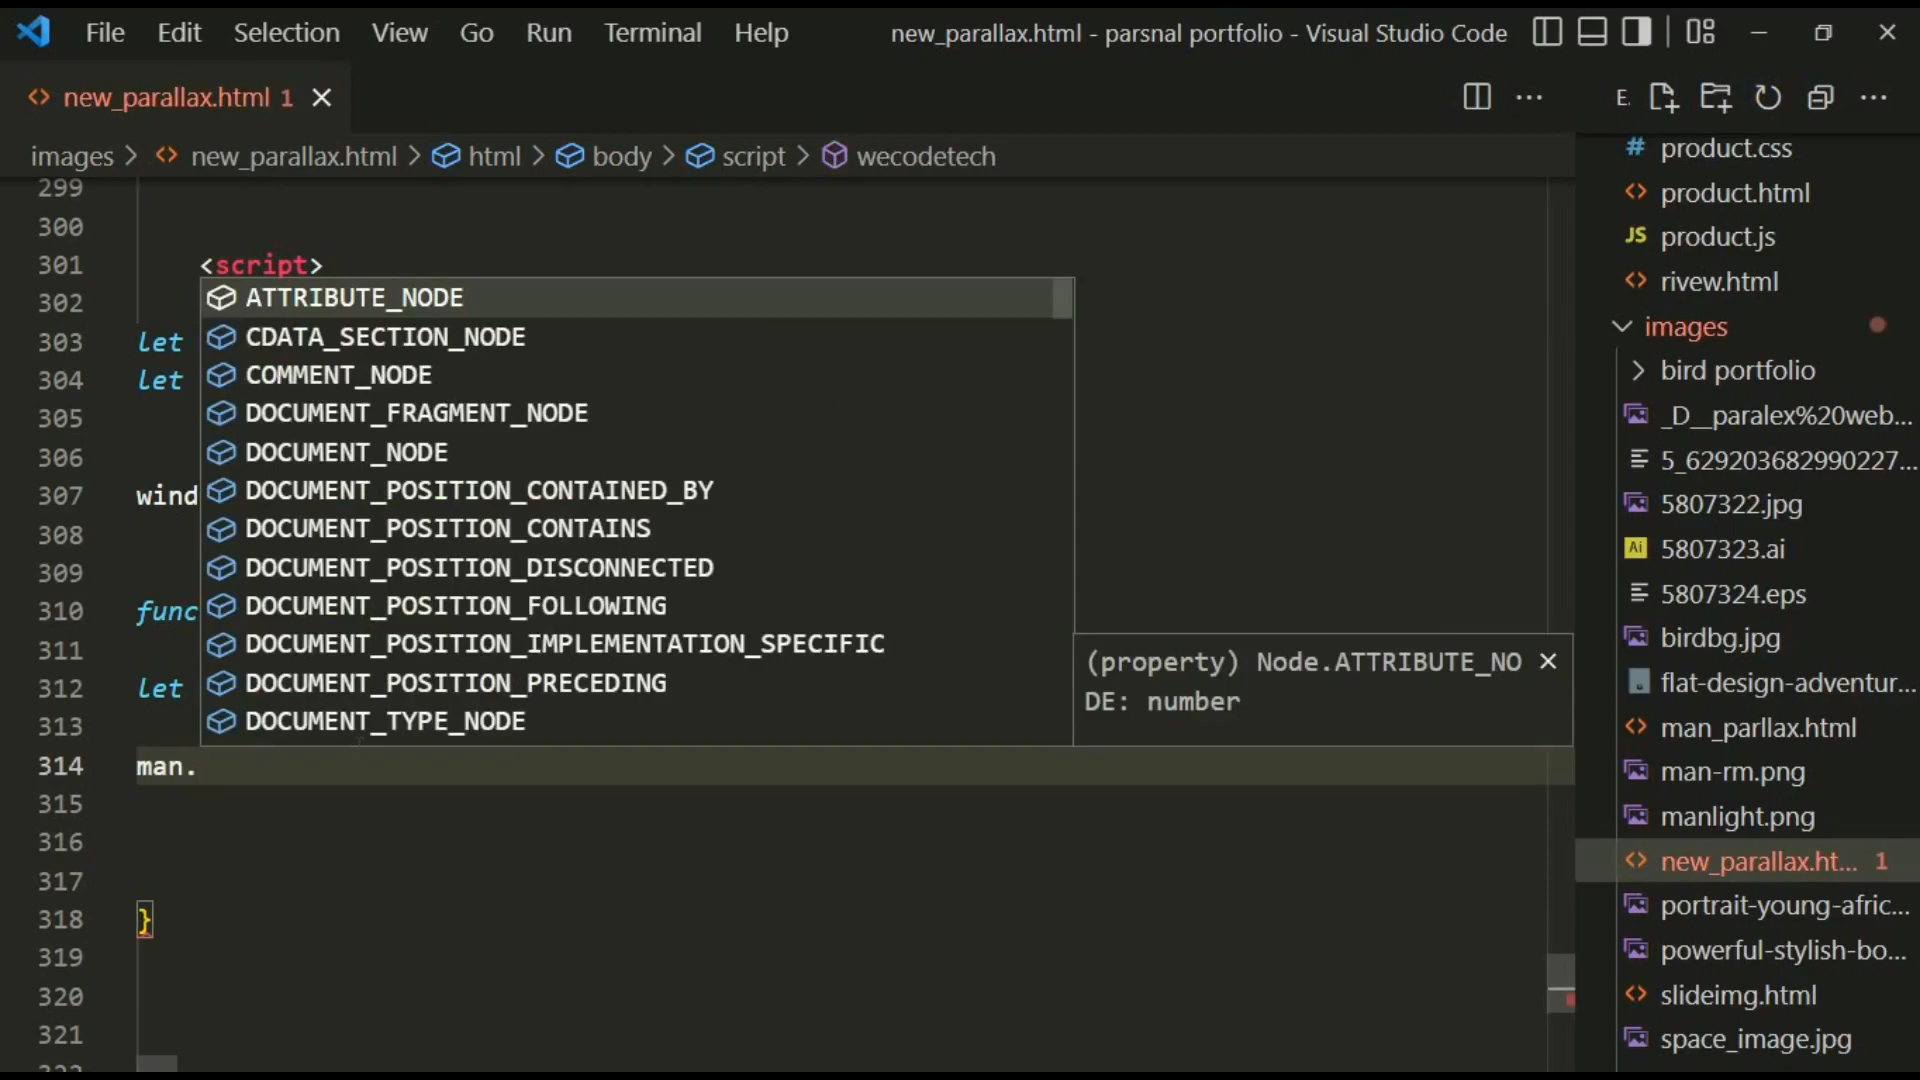 File Edit Selection View Go Run Terminal Help new_parallax.html - parsnal portfolio - Visual Studio Code
new_parallax.html 1
E.
images > new_parallax.html > html > body > script > wecodetech
299
300
301 <script>
302
303 let
304 let
305
306
307 wind
308
309
310 func
311
312 let
313
314 man.
315
316
317
318 }
319
320
321
ATTRIBUTE_NODE
CDATA_SECTION_NODE
COMMENT_NODE
DOCUMENT_FRAGMENT_NODE
DOCUMENT_NODE
DOCUMENT_POSITION_CONTAINED_BY
DOCUMENT_POSITION_CONTAINS
DOCUMENT_POSITION_DISCONNECTED
DOCUMENT_POSITION_FOLLOWING
DOCUMENT_POSITION_IMPLEMENTATION_SPECIFIC
DOCUMENT_POSITION_PRECEDING
DOCUMENT_TYPE_NODE
(property) Node.ATTRIBUTE_NO
DE: number
# product.css
<> product.html
JS product.js
<> rivew.html
images
bird portfolio
_D__paralex%20web...
5_629203682990227...
5807322.jpg
Ai 5807323.ai
5807324.eps
birdbg.jpg
flat-design-adventur...
<> man_parllax.html
man-rm.png
manlight.png
<> new_parallax.ht... 1
portrait-young-afric...
powerful-stylish-bo...
<> slideimg.html
space_image.jpg